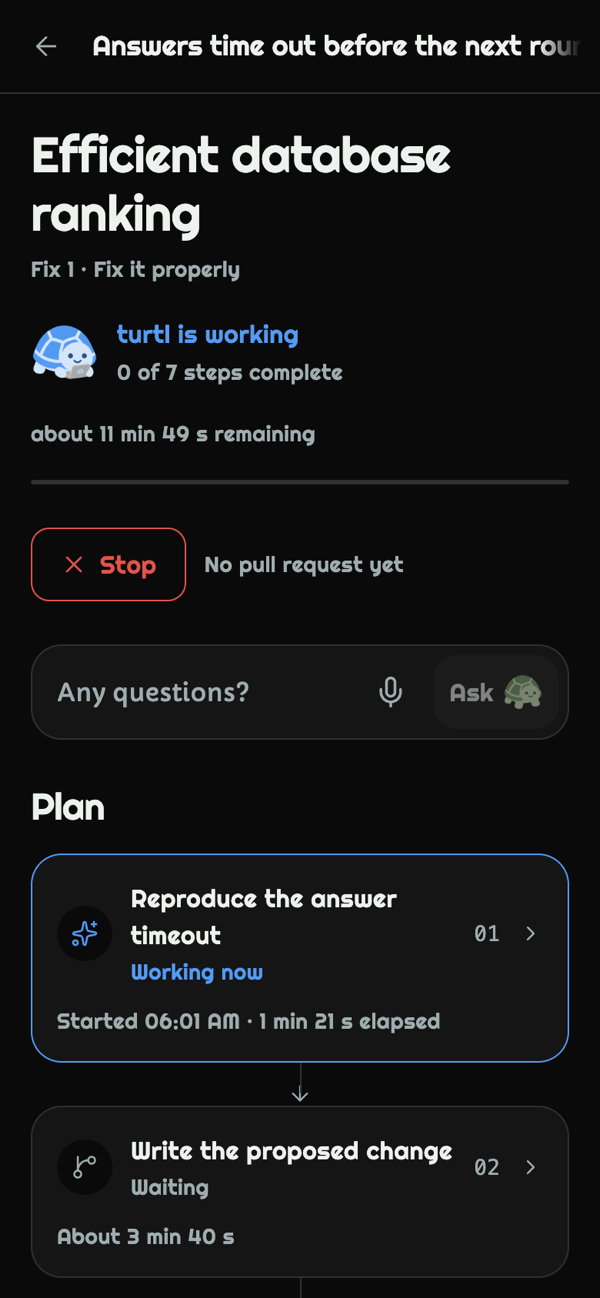 Answers time out before the next roun
Efficient database
ranking
Fix 1 · Fix it properly
turtl is working
0 of 7 steps complete
about 11 min 49 s remaining
Stop
No pull request yet
Any questions?
Ask
Plan
Reproduce the answer
timeout
Working now
01
Started 06:01 AM · 1 min 21 s elapsed
Write the proposed change
Waiting
02
About 3 min 40 s